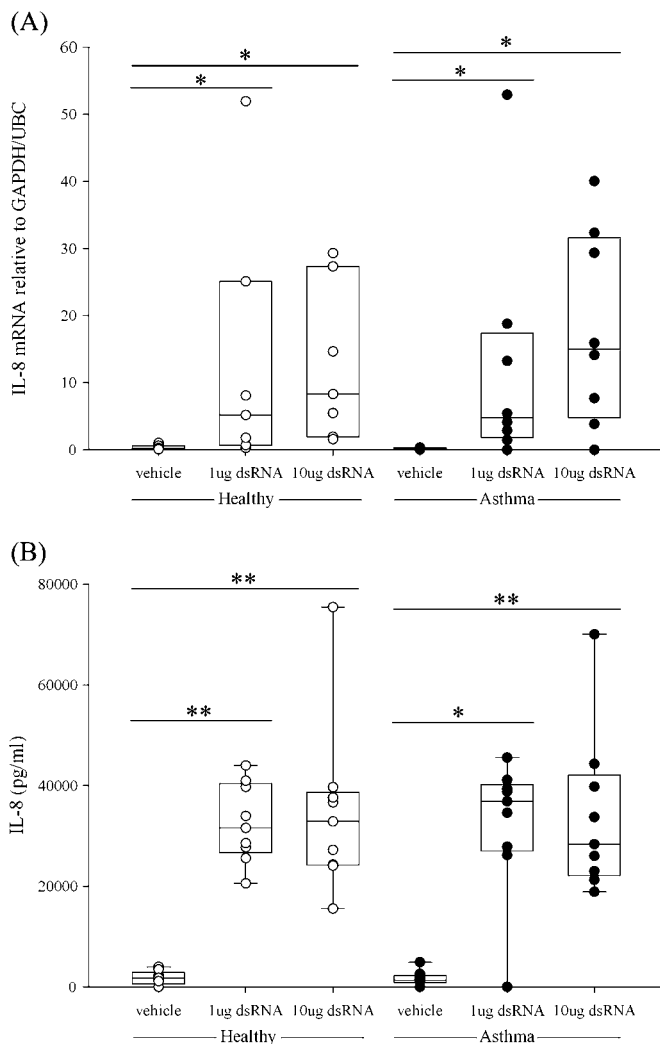 (A)
IL-8 mRNA relative to GAPDH/UBC
60
50
40
30
20
10
0
* * * *
vehicle 1ug dsRNA 10ug dsRNA vehicle 1ug dsRNA 10ug dsRNA
Healthy Asthma
(B)
IL-8 (pg/ml)
80000
60000
40000
20000
0
** ** ** *
vehicle 1ug dsRNA 10ug dsRNA vehicle 1ug dsRNA 10ug dsRNA
Healthy Asthma